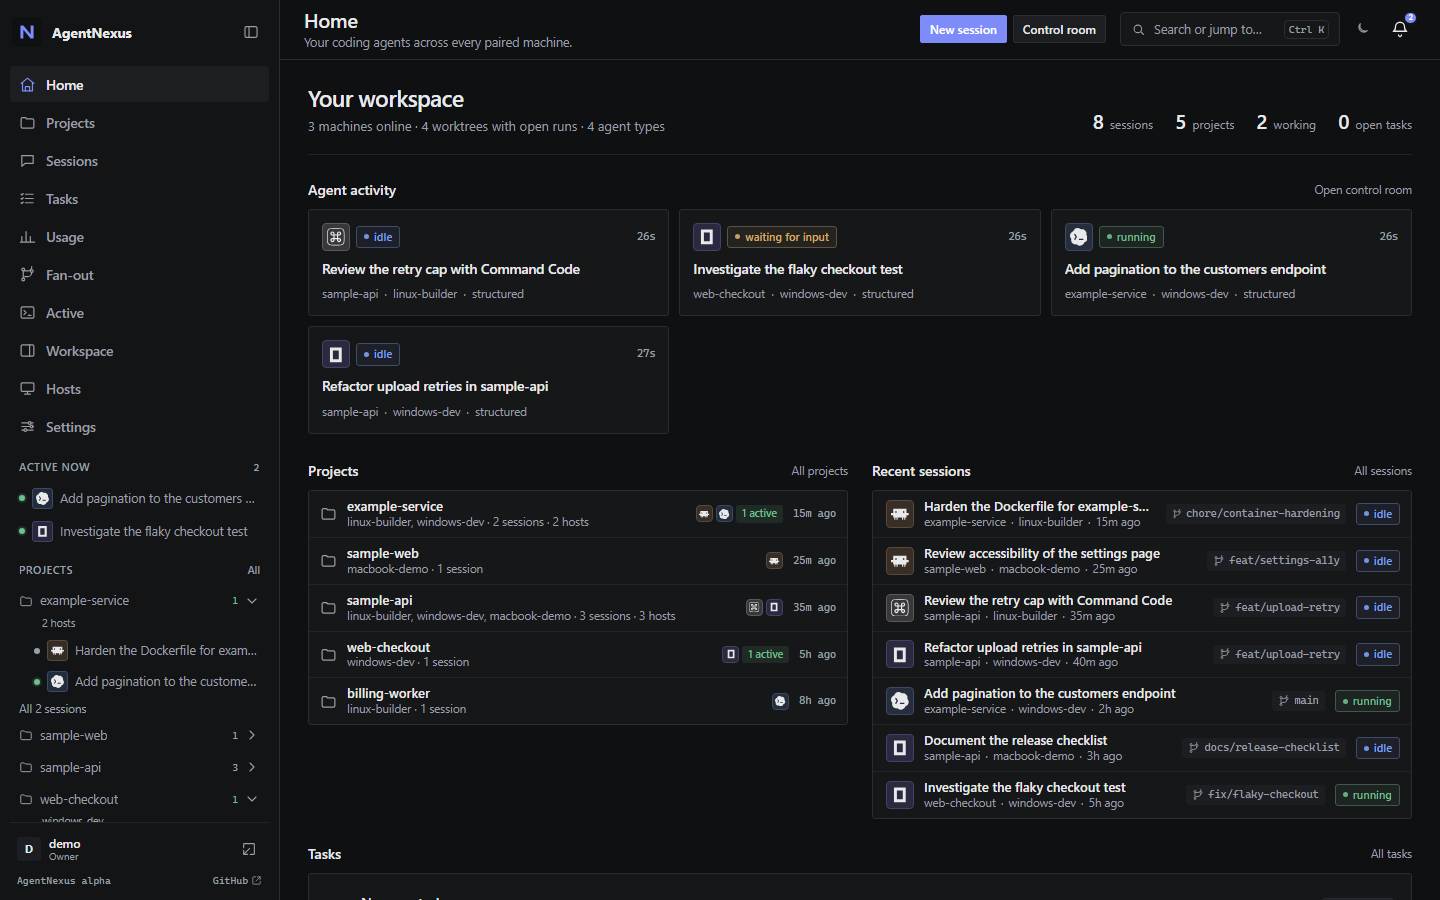 AgentNexus
Home
Projects
Sessions
Tasks
Usage
Fan-out
Active
Workspace
Hosts
Settings
ACTIVE NOW 2
Add pagination to the customers ...
Investigate the flaky checkout test
PROJECTS All
example-service 1
2 hosts
Harden the Dockerfile for exam...
Add pagination to the custome...
All 2 sessions
sample-web 1
sample-api 3
web-checkout 1
windows-dev
D demo
Owner
AgentNexus alpha GitHub
Home
Your coding agents across every paired machine.
New session Control room Search or jump to... Ctrl K 2
Your workspace
3 machines online · 4 worktrees with open runs · 4 agent types
8 sessions 5 projects 2 working 0 open tasks
Agent activity Open control room
idle 26s
Review the retry cap with Command Code
sample-api · linux-builder · structured
waiting for input 26s
Investigate the flaky checkout test
web-checkout · windows-dev · structured
running 26s
Add pagination to the customers endpoint
example-service · windows-dev · structured
idle 27s
Refactor upload retries in sample-api
sample-api · windows-dev · structured
Projects All projects
example-service
linux-builder, windows-dev · 2 sessions · 2 hosts
1 active 15m ago
sample-web
macbook-demo · 1 session
25m ago
sample-api
linux-builder, windows-dev, macbook-demo · 3 sessions · 3 hosts
35m ago
web-checkout
windows-dev · 1 session
1 active 5h ago
billing-worker
linux-builder · 1 session
8h ago
Recent sessions All sessions
Harden the Dockerfile for example-s...
example-service · linux-builder · 15m ago
chore/container-hardening idle
Review accessibility of the settings page
sample-web · macbook-demo · 25m ago
feat/settings-a11y idle
Review the retry cap with Command Code
sample-api · linux-builder · 35m ago
feat/upload-retry idle
Refactor upload retries in sample-api
sample-api · windows-dev · 40m ago
feat/upload-retry idle
Add pagination to the customers endpoint
example-service · windows-dev · 2h ago
main running
Document the release checklist
sample-api · macbook-demo · 3h ago
docs/release-checklist idle
Investigate the flaky checkout test
web-checkout · windows-dev · 5h ago
fix/flaky-checkout running
Tasks All tasks